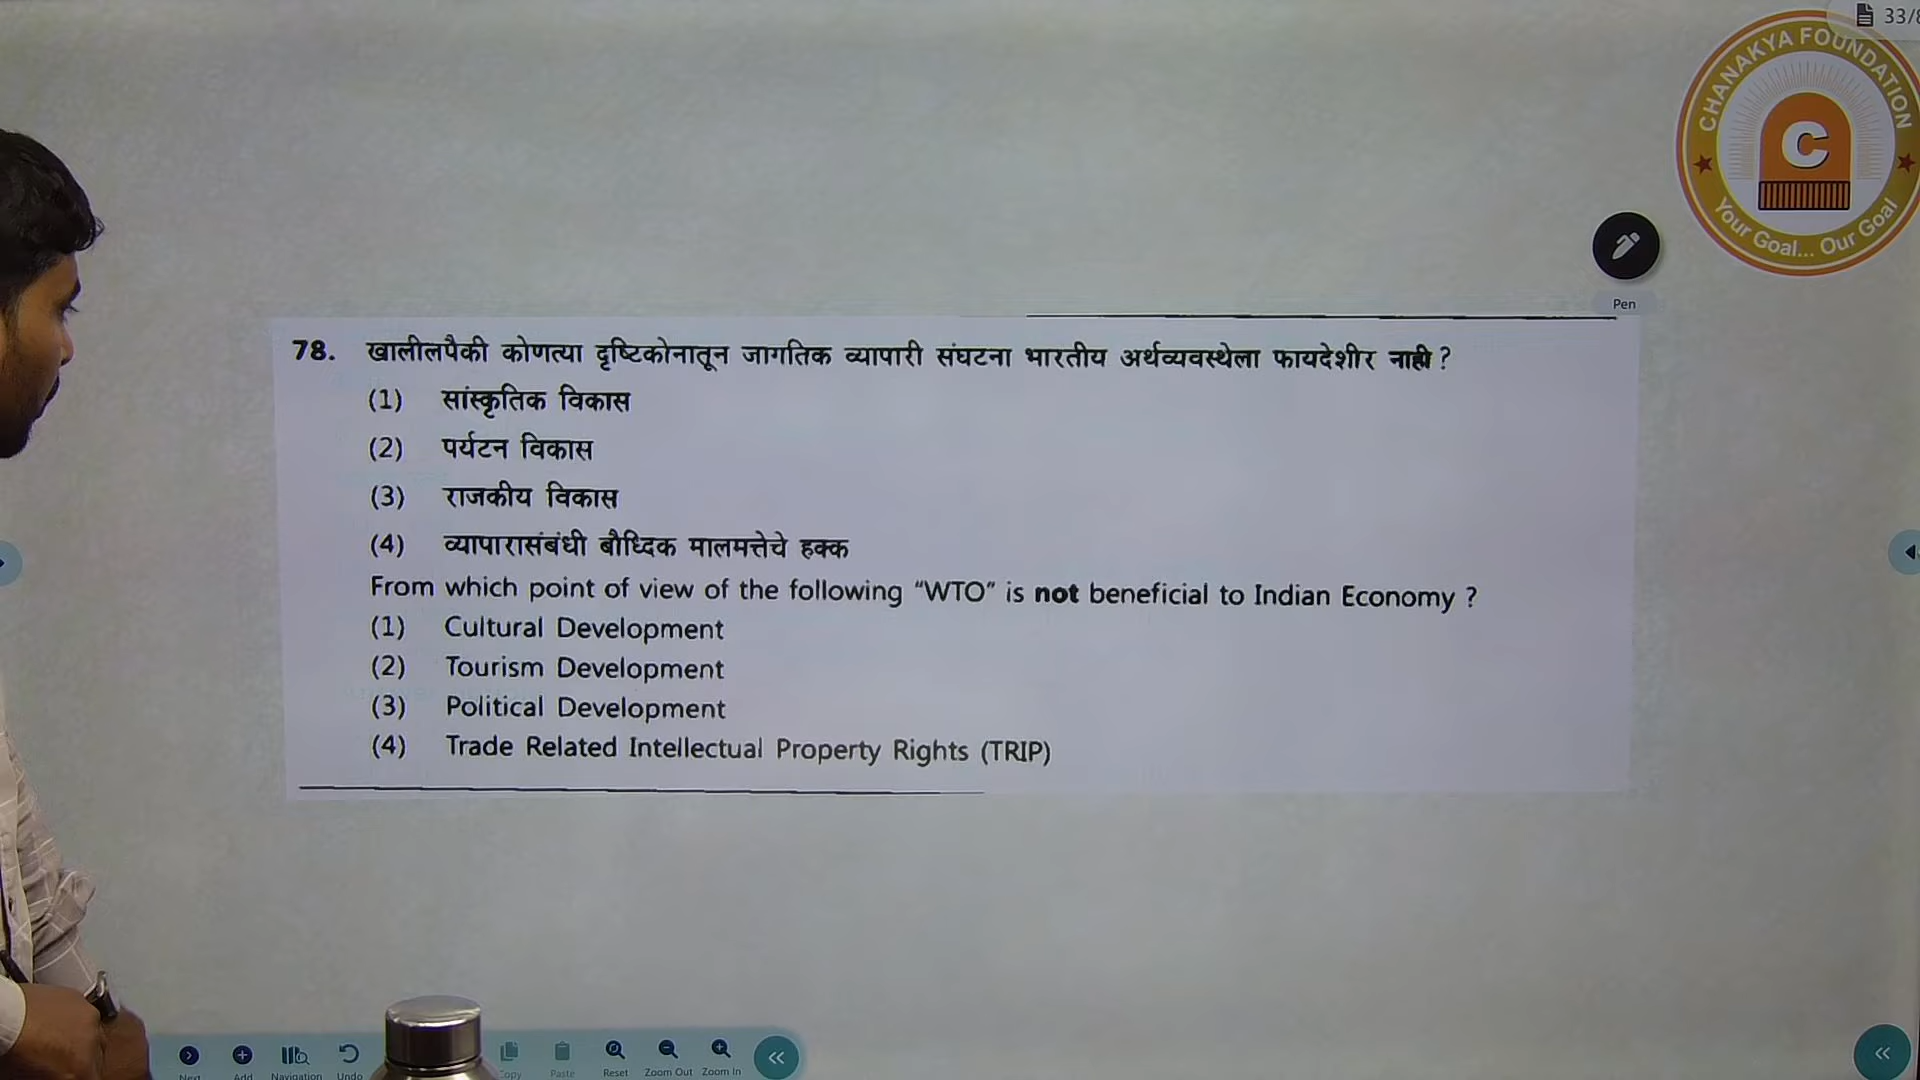 33/8
CHANAKYA FOUNDATION
C
Your Goal... Our Goal
Pen
78. खालीलपैकी कोणत्या दृष्टिकोनातून जागतिक व्यापारी संघटना भारतीय अर्थव्यवस्थेला फायदेशीर नाही ?
(1) सांस्कृतिक विकास
(2) पर्यटन विकास
(3) राजकीय विकास
(4) व्यापारासंबंधी बौध्दिक मालमत्तेचे हक्क
From which point of view of the following “WTO” is not beneficial to Indian Economy ?
(1) Cultural Development
(2) Tourism Development
(3) Political Development
(4) Trade Related Intellectual Property Rights (TRIP)
Next Add Navigation Undo Copy Paste Reset Zoom Out Zoom In